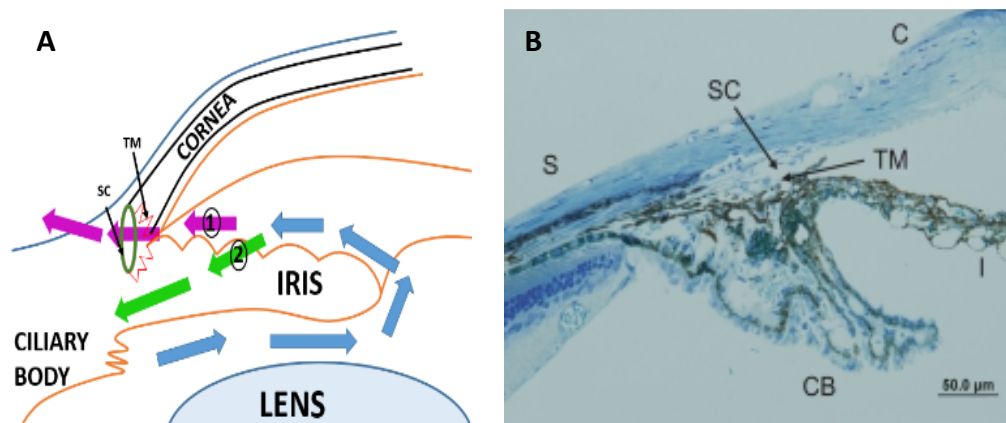 A
CORNEA
TM
SC
1
2
IRIS
CILIARY
BODY
LENS
B
C
SC
S
TM
I
CB
50.0 µm